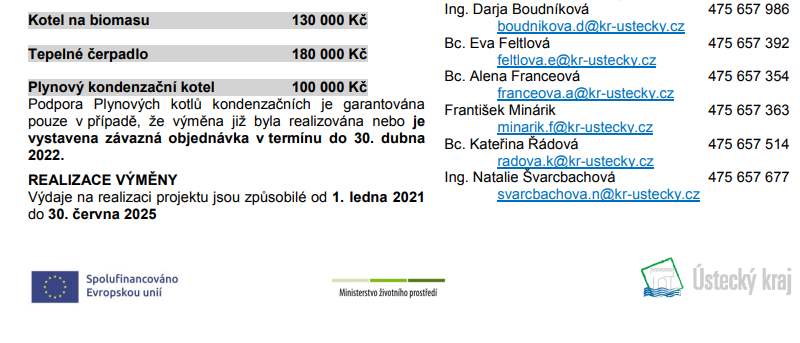 Kotel na biomasu 130 000 Kč
Tepelné čerpadlo 180 000 Kč
Plynový kondenzační kotel 100 000 Kč
Podpora Plynových kotlů kondenzačních je garantována
pouze v případě, že výměna již byla realizována nebo je
vystavena závazná objednávka v termínu do 30. dubna
2022.
REALIZACE VÝMĚNY
Výdaje na realizaci projektu jsou způsobilé od 1. ledna 2021
do 30. června 2025
Ing. Darja Boudníková 475 657 986
boudnikova.d@kr-ustecky.cz
Bc. Eva Feltlová 475 657 392
feltlova.e@kr-ustecky.cz
Bc. Alena Franceová 475 657 354
franceova.a@kr-ustecky.cz
František Minárik 475 657 363
minarik.f@kr-ustecky.cz
Bc. Kateřina Řádová 475 657 514
radova.k@kr-ustecky.cz
Ing. Natalie Švarcbachová 475 657 677
svarcbachova.n@kr-ustecky.cz
Spolufinancováno
Evropskou unií
Ministerstvo životního prostředí
Ústecký kraj